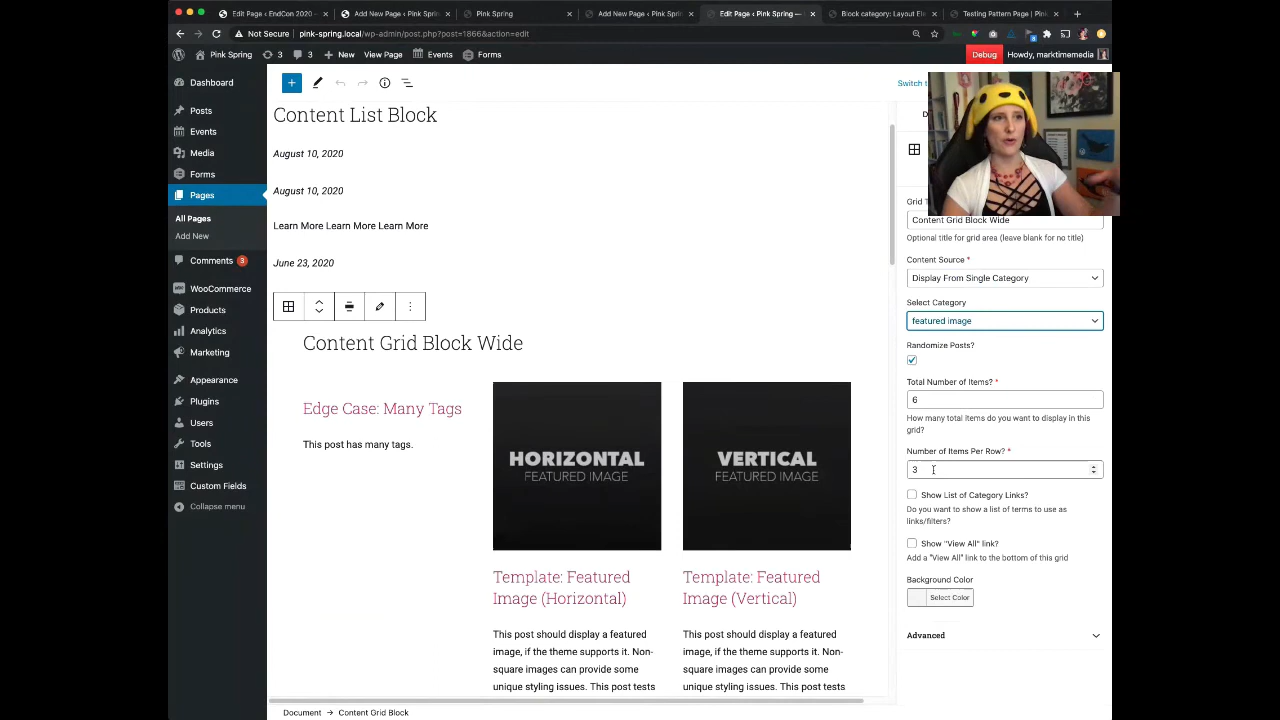 Edit Page ‹ EndCon 2020 –
Add New Page ‹ Pink Sprin
Pink Spring
Add New Page ‹ Pink Sprin
Edit Page ‹ Pink Spring —
Block category: Layout Ele
Testing Pattern Page | Pink
Not Secure
pink-spring.local/wp-admin/post.php?post=1866&action=edit
Pink Spring
3
3
New
View Page
Events
Forms
Debug
Howdy, marktimemedia
Dashboard
Posts
Events
Media
Forms
Pages
All Pages
Add New
Comments
3
WooCommerce
Products
Analytics
Marketing
Appearance
Plugins
Users
Tools
Settings
Custom Fields
Collapse menu
Switch t
Content List Block
August 10, 2020
August 10, 2020
Learn More Learn More Learn More
June 23, 2020
Content Grid Block Wide
Edge Case: Many Tags
This post has many tags.
HORIZONTAL
FEATURED IMAGE
Template: Featured
Image (Horizontal)
This post should display a featured
image, if the theme supports it. Non-
square images can provide some
unique styling issues. This post tests
VERTICAL
FEATURED IMAGE
Template: Featured
Image (Vertical)
This post should display a featured
image, if the theme supports it. Non-
square images can provide some
unique styling issues. This post tests
D
Grid T
Content Grid Block Wide
Optional title for grid area (leave blank for no title)
Content Source *
Display From Single Category
Select Category
featured image
Randomize Posts?
Total Number of Items? *
6
How many total items do you want to display in this
grid?
Number of Items Per Row? *
3
Show List of Category Links?
Do you want to show a list of terms to use as
links/filters?
Show "View All" link?
Add a "View All" link to the bottom of this grid
Background Color
Select Color
Advanced
Document → Content Grid Block